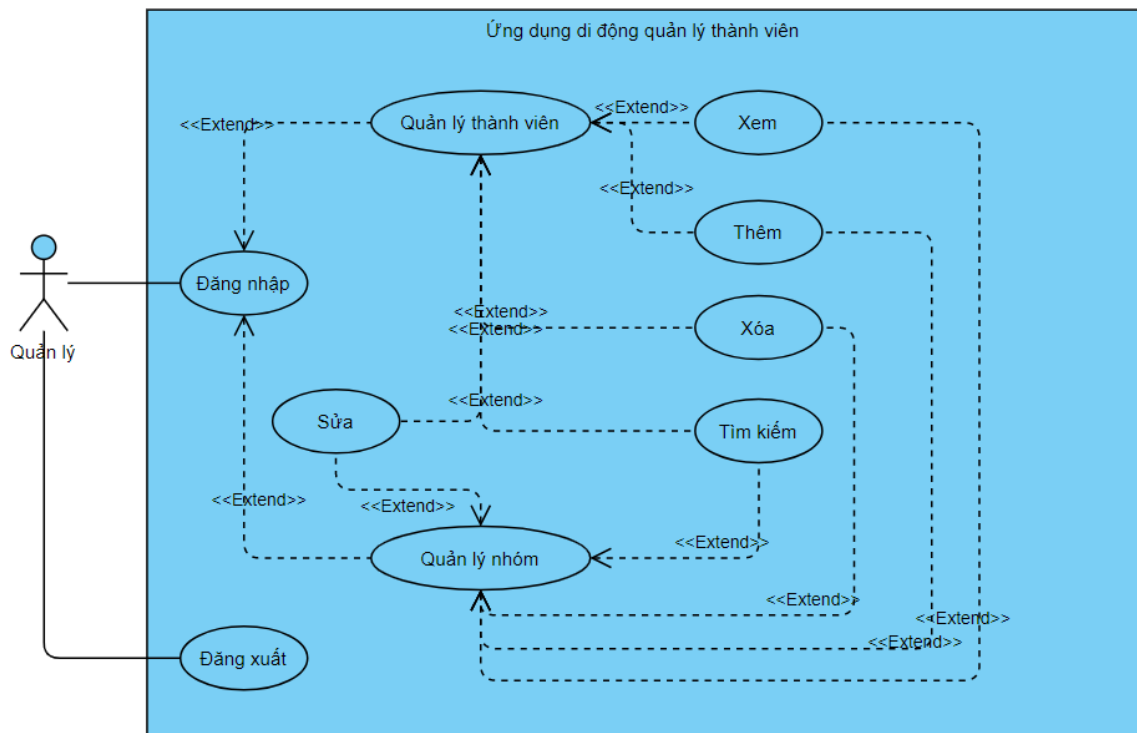 Ứng dụng di động quản lý thành viên
<<Extend>>
Quản lý thành viên
<<Extend>>
Xem
<<Extend>>
Thêm
Đăng nhập
Quản lý
<<Extend>>
<<Extend>>
Xóa
Sửa
<<Extend>>
Tìm kiếm
<<Extend>>
<<Extend>>
<<Extend>>
Quản lý nhóm
<<Extend>>
<<Extend>>
<<Extend>>
Đăng xuất